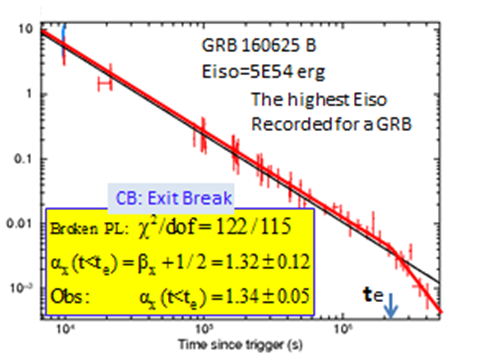 10
1
0.1
0.01
10⁻³
GRB 160625 B
Eiso=5E54 erg
The highest Eiso
Recorded for a GRB
CB: Exit Break
Broken PL: χ²/dof = 122/115
αₓ(t<tₑ) = βₓ + 1/2 = 1.32 ± 0.12
Obs: αₓ(t<tₑ) = 1.34 ± 0.05
te
10⁴ 10⁵ 10⁶
Time since trigger (s)